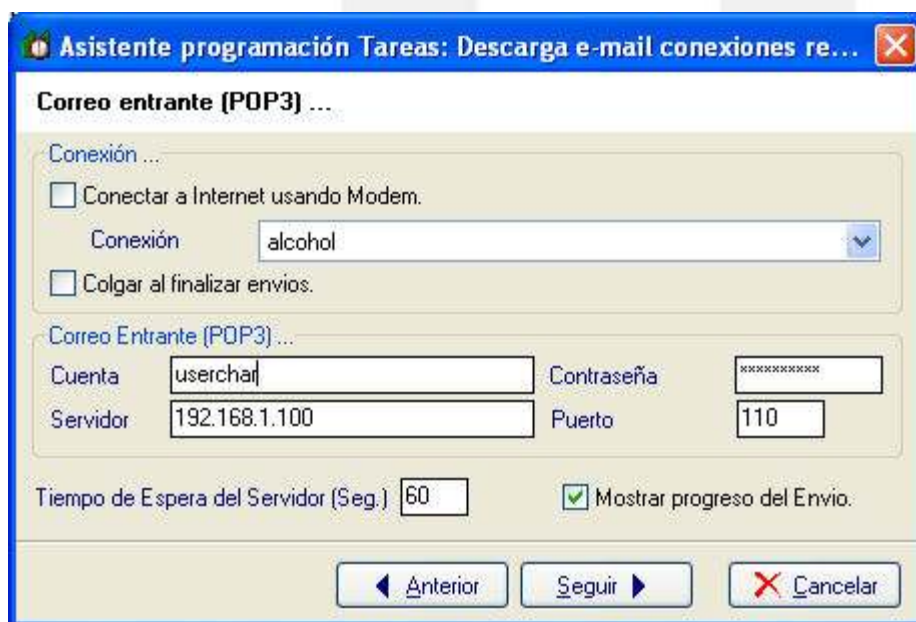 Asistente programación Tareas: Descarga e-mail conexiones re...
Correo entrante (POP3) ...
Conexión ...
Conectar a Internet usando Modem.
Conexión alcohol
Colgar al finalizar envios.
Correo Entrante (POP3) ...
Cuenta userchar Contraseña **********
Servidor 192.168.1.100 Puerto 110
Tiempo de Espera del Servidor (Seg.) 60 Mostrar progreso del Envio.
Anterior Seguir Cancelar